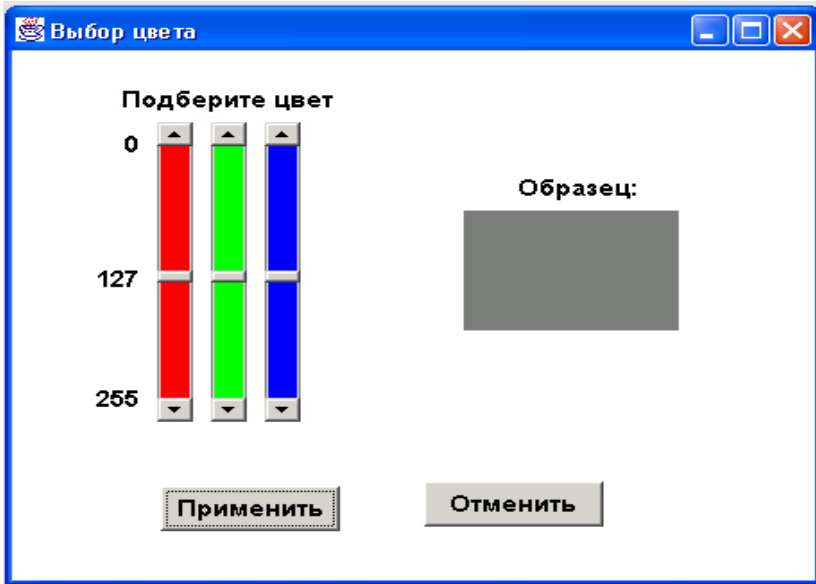 Выбор цвета
Подберите цвет
0
Образец:
127
255
Применить
Отменить